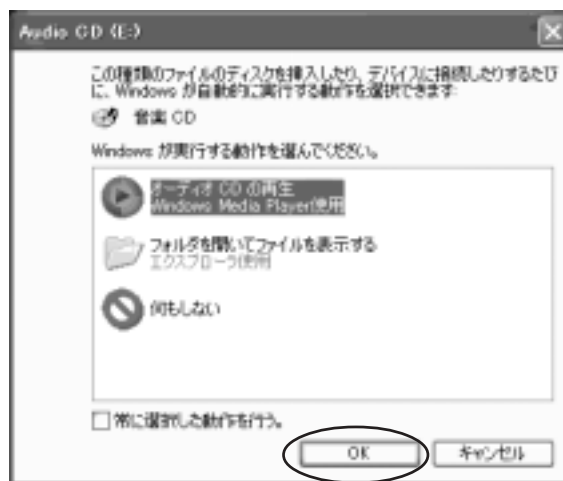 Audio CD (E:)
この種類のファイルのディスクを挿入したり、デバイスに接続したりするたび
に、Windows が自動的に実行する動作を選択できます:
音楽 CD
Windows が実行する動作を選んでください。
オーディオ CD の再生
Windows Media Player使用
フォルダを開いてファイルを表示する
エクスプローラ使用
何もしない
常に選択した動作を行う。
OK キャンセル